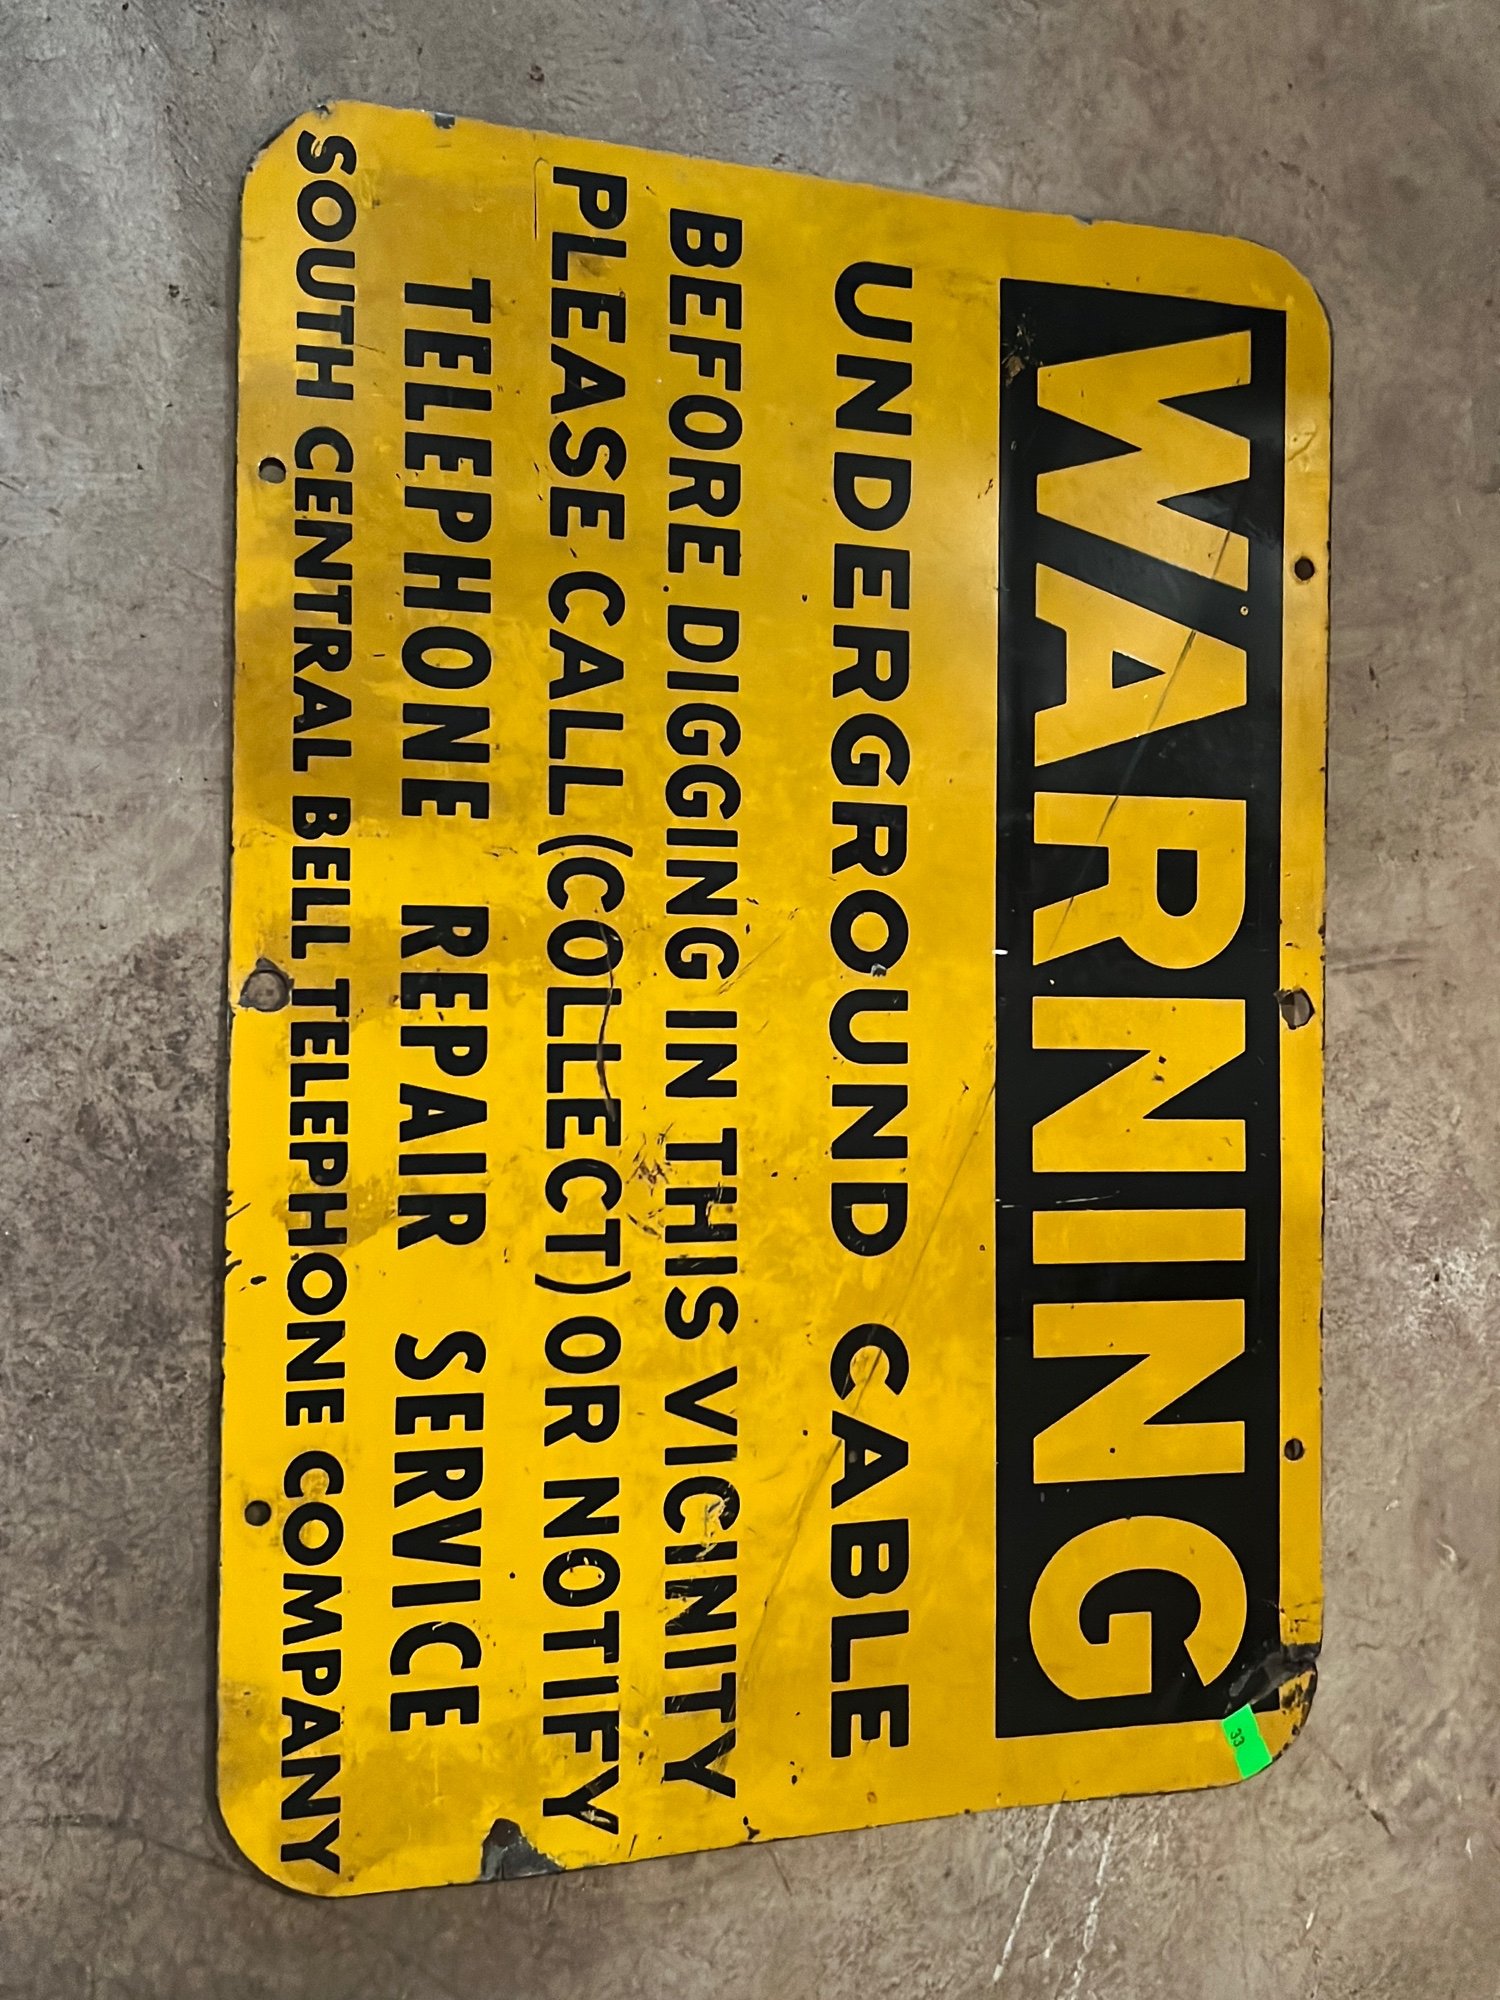 WARNING
UNDERGROUND CABLE
BEFORE DIGGING IN THIS VICINITY
PLEASE CALL (COLLECT) OR NOTIFY
TELEPHONE REPAIR SERVICE
SOUTH CENTRAL BELL TELEPHONE COMPANY
33